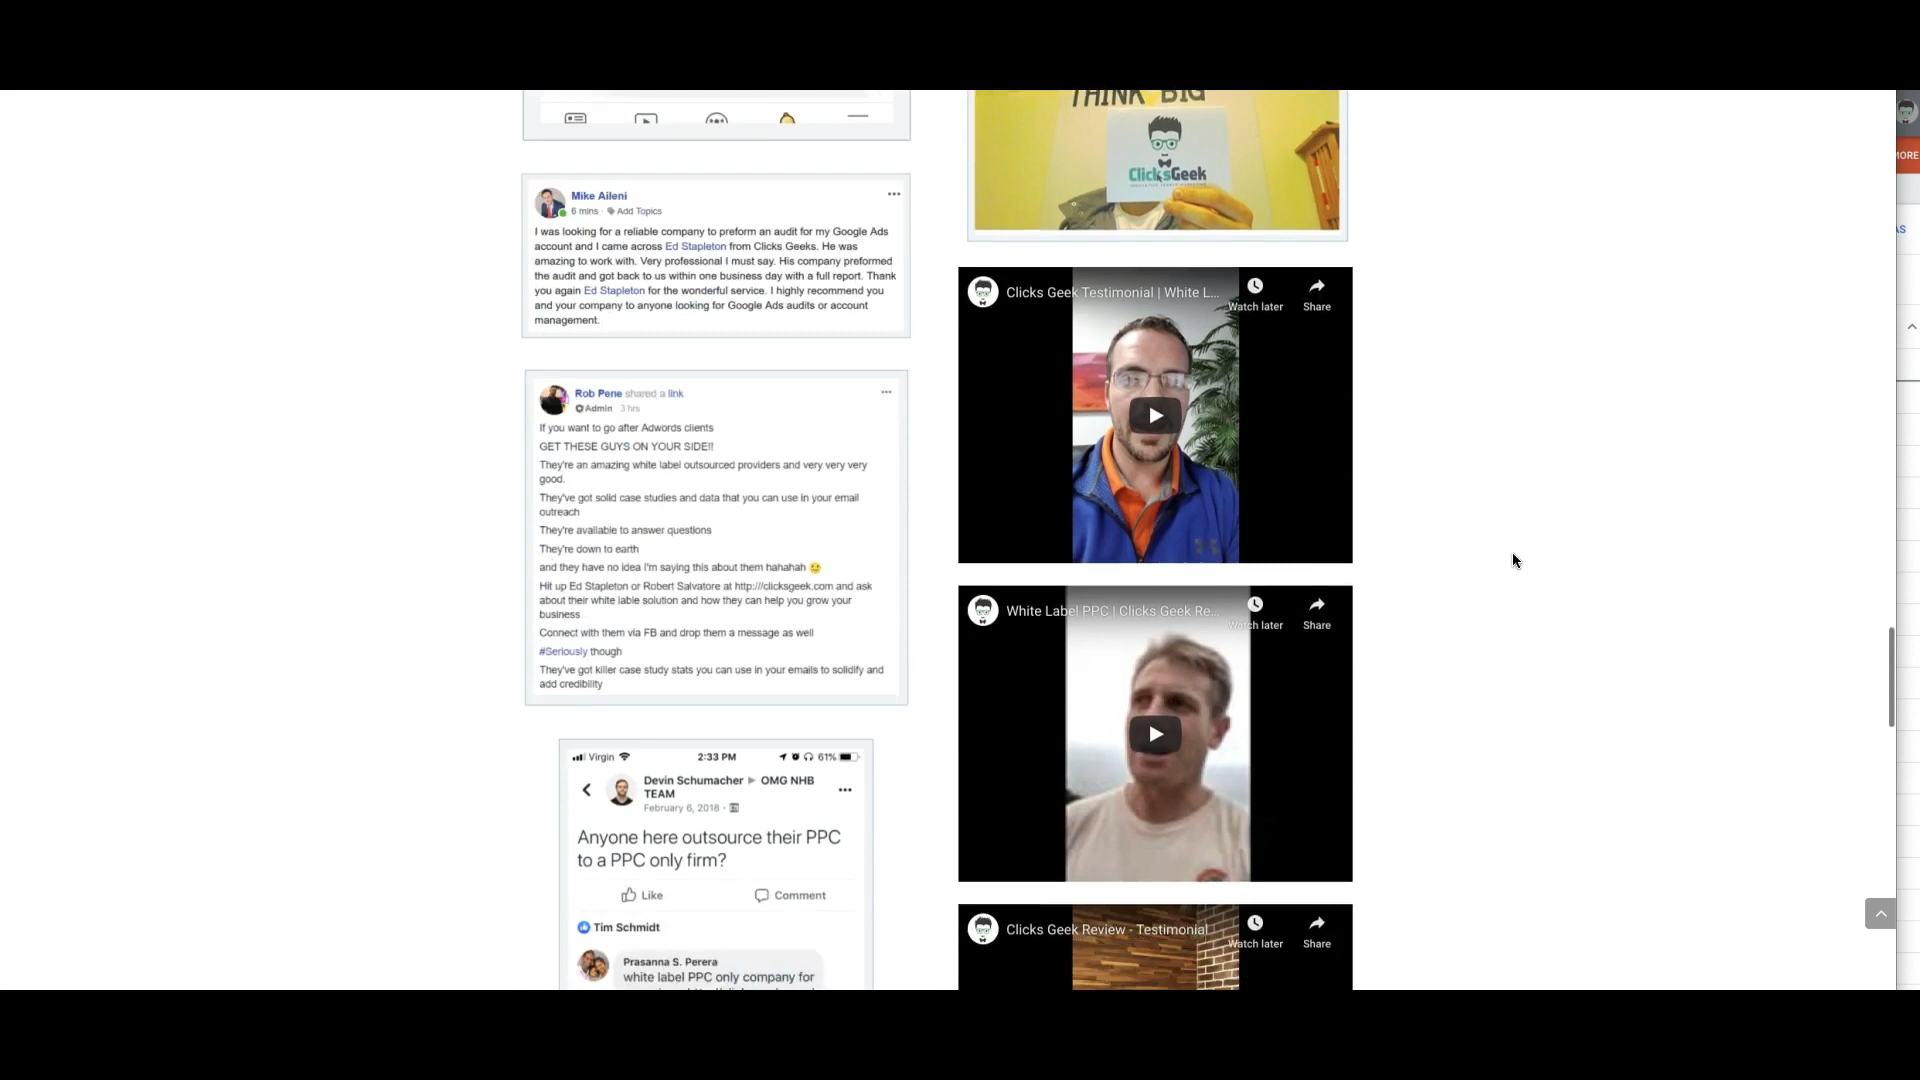 Mike Aileni
6 mins · Add Topics
I was looking for a reliable company to preform an audit for my Google Ads
account and I came across Ed Stapleton from Clicks Geeks. He was
amazing to work with. Very professional I must say. His company preformed
the audit and got back to us within one business day with a full report. Thank
you again Ed Stapleton for the wonderful service. I highly recommend you
and your company to anyone looking for Google Ads audits or account
management.
Rob Pene shared a link
Admin 3 hrs
If you want to go after Adwords clients
GET THESE GUYS ON YOUR SIDE!!
They're an amazing white label outsourced providers and very very very
good.
They've got solid case studies and data that you can use in your email
outreach
They're available to answer questions
They're down to earth
and they have no idea I'm saying this about them hahahah
Hit up Ed Stapleton or Robert Salvatore at http:///clicksgeek.com and ask
about their white lable solution and how they can help you grow your
business
Connect with them via FB and drop them a message as well
#Seriously though
They've got killer case study stats you can use in your emails to solidify and
add credibility
Virgin 2:33 PM 61%
Devin Schumacher ▶ OMG NHB
TEAM
February 6, 2018 ·
Anyone here outsource their PPC
to a PPC only firm?
Like Comment
Tim Schmidt
Prasanna S. Perera
white label PPC only company for
THINK BIG
ClicksGeek
Clicks Geek Testimonial | White L...
Watch later Share
White Label PPC | Clicks Geek Re...
Watch later Share
Clicks Geek Review - Testimonial
Watch later Share
MORE
AS